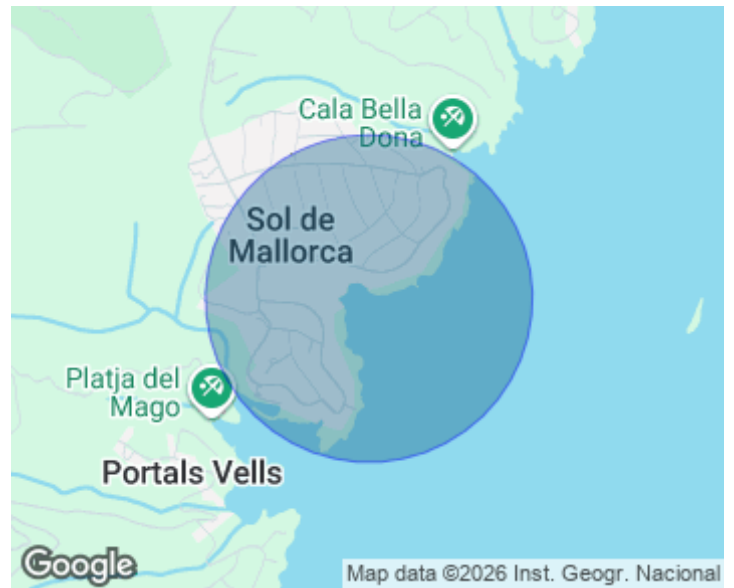 Cala Bella
Dona
Sol de
Mallorca
Platja del
Mago
Portals Vells
Google
Map data ©2026 Inst. Geogr. Nacional